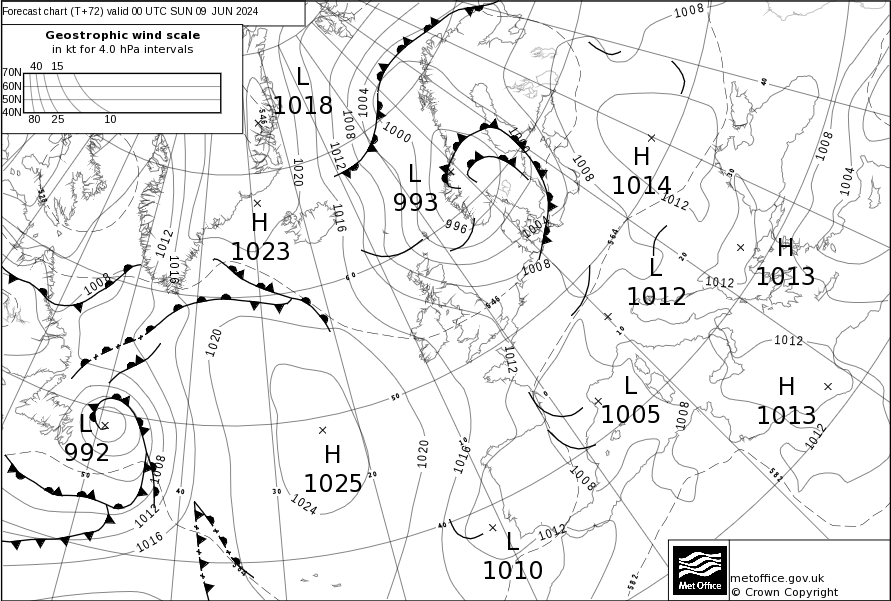 Forecast chart (T+72) valid 00 UTC SUN 09 JUN 2024
Geostrophic wind scale
in kt for 4.0 hPa intervals
40 15
70N
60N
50N
40N
80 25 10
1008
L
1018
546
1004
1008
1000
1012
1020
40
1008
1008
H
1014
1012
30
1004
L
993
1016
996
1004
1008
564
H
1023
1012
1016
1008
60
546
20
L
1012
1012
H
1013
10
1020
1012
1012
0
50
L
1005
1008
H
1013
1012
L
992
50
1008
40
30
H
1025
20
1024
1020
1016
10
1008
582
1012
1016
40
L
1010
1012
582
Met Office
metoffice.gov.uk
© Crown Copyright